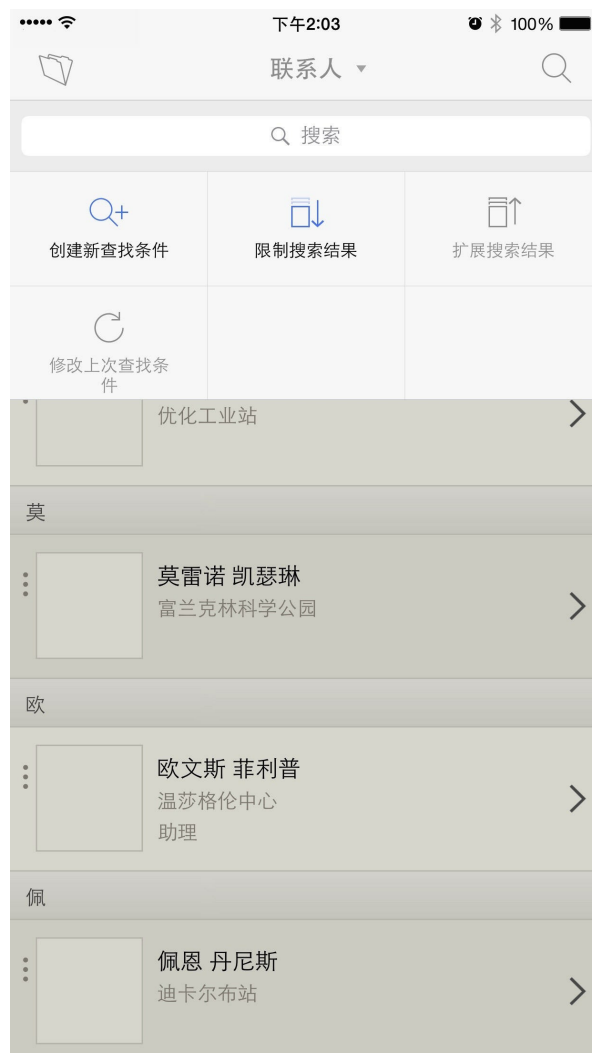 下午2:03
100%
联系人
搜索
创建新查找条件
限制搜索结果
扩展搜索结果
修改上次查找条
件
优化工业站
莫
莫雷诺 凯瑟琳
富兰克林科学公园
欧
欧文斯 菲利普
温莎格伦中心
助理
佩
佩恩 丹尼斯
迪卡尔布站